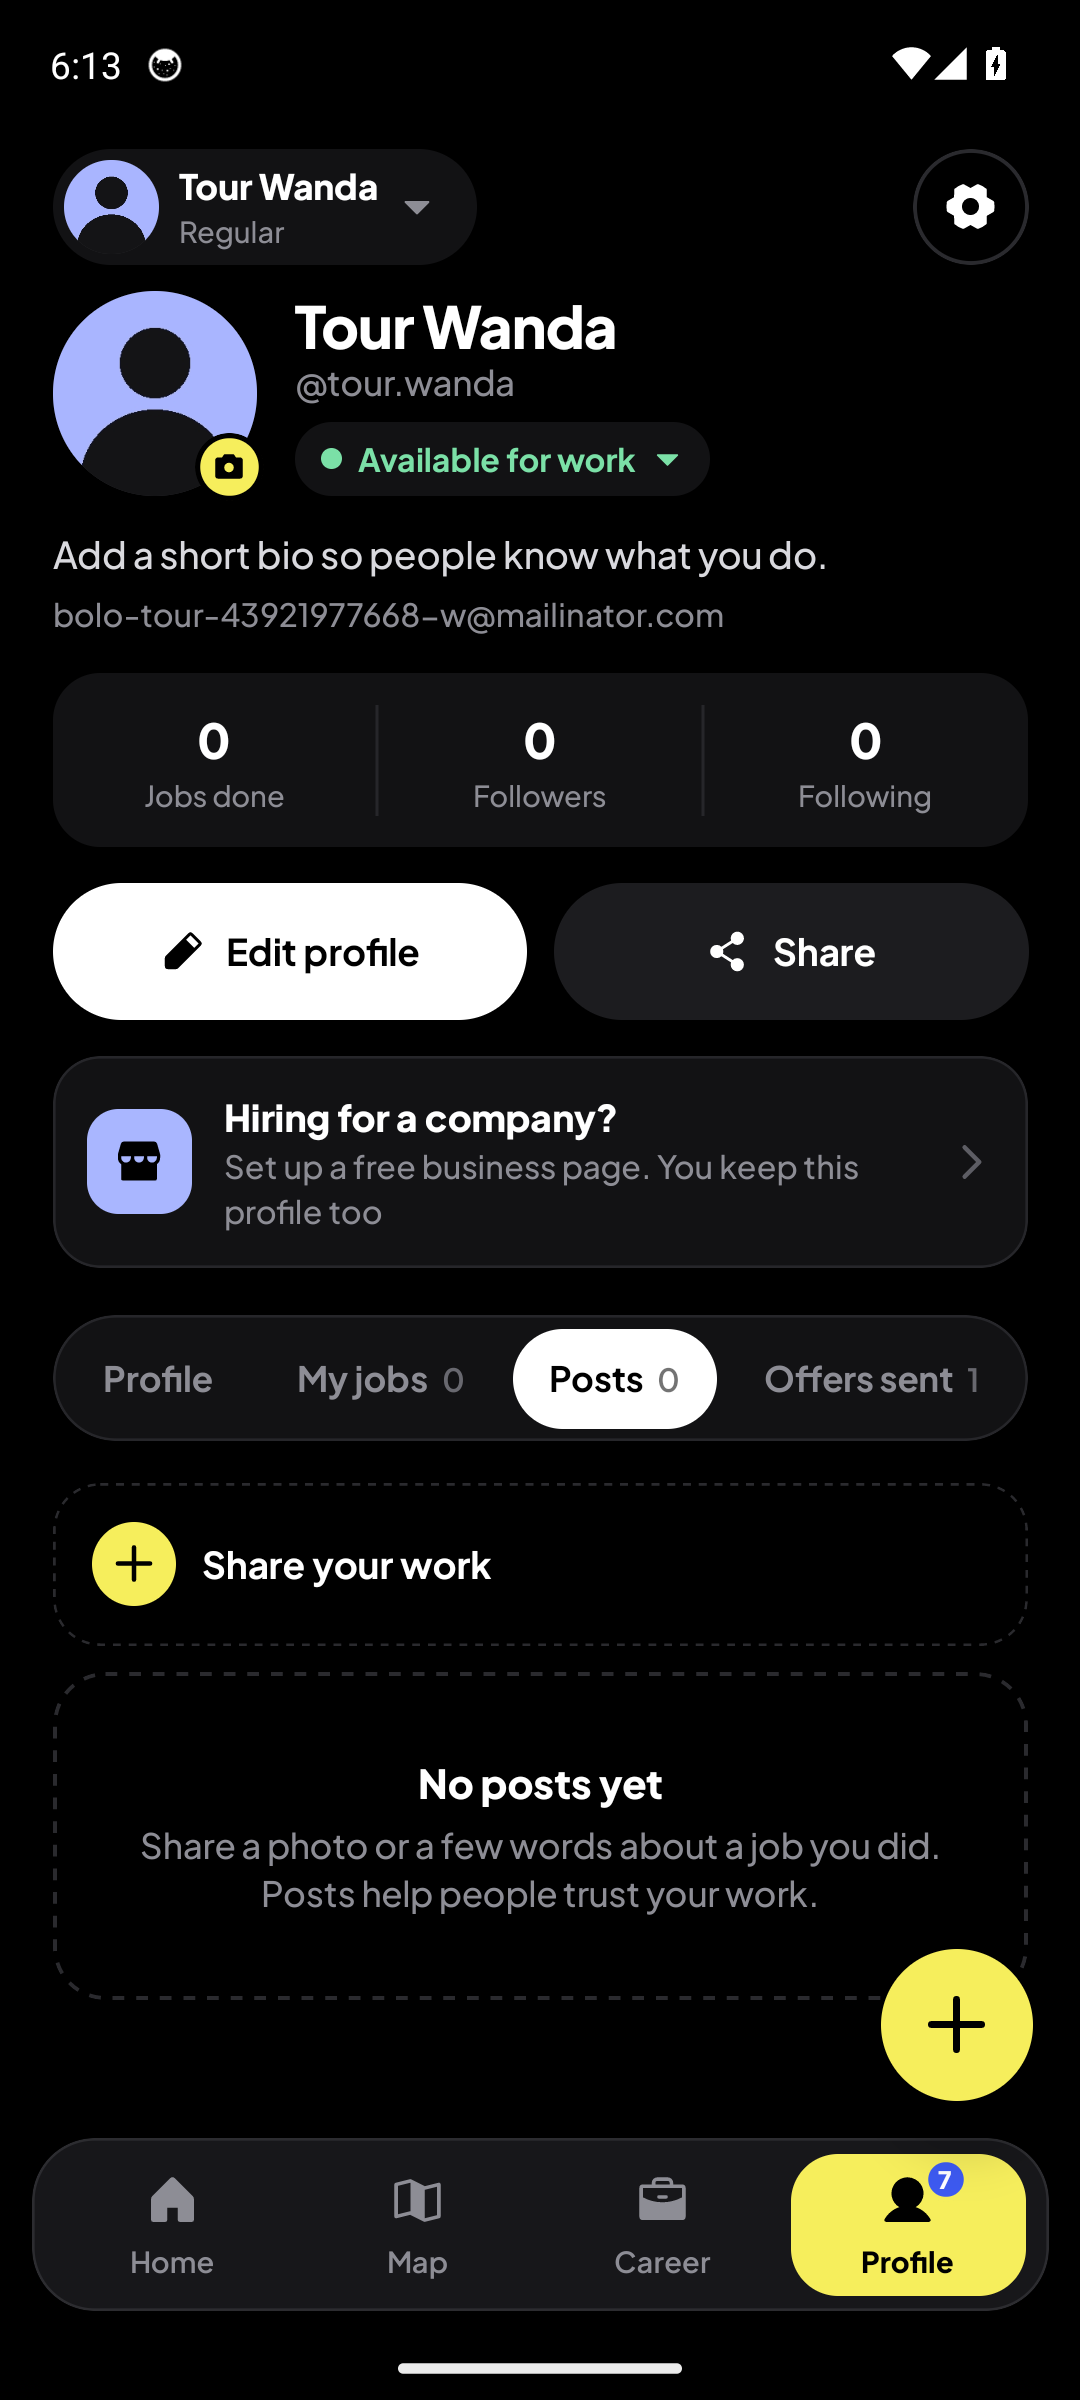 6:13
Tour Wanda
Regular
Tour Wanda
@tour.wanda
Available for work
Add a short bio so people know what you do.
bolo-tour-43921977668-w@mailinator.com
0 0 0
Jobs done Followers Following
Edit profile Share
Hiring for a company?
Set up a free business page. You keep this
profile too
Profile My jobs 0 Posts 0 Offers sent 1
Share your work
No posts yet
Share a photo or a few words about a job you did.
Posts help people trust your work.
7
Home Map Career Profile